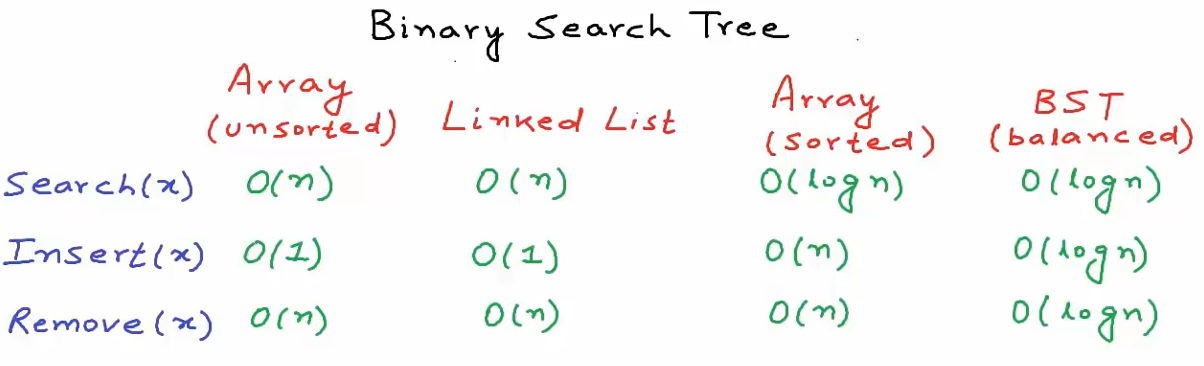 Binary Search Tree
Array (unsorted) Linked List Array (sorted) BST (balanced)
Search(x) O(n) O(n) O(log n) O(log n)
Insert(x) O(1) O(1) O(n) O(log n)
Remove(x) O(n) O(n) O(n) O(log n)